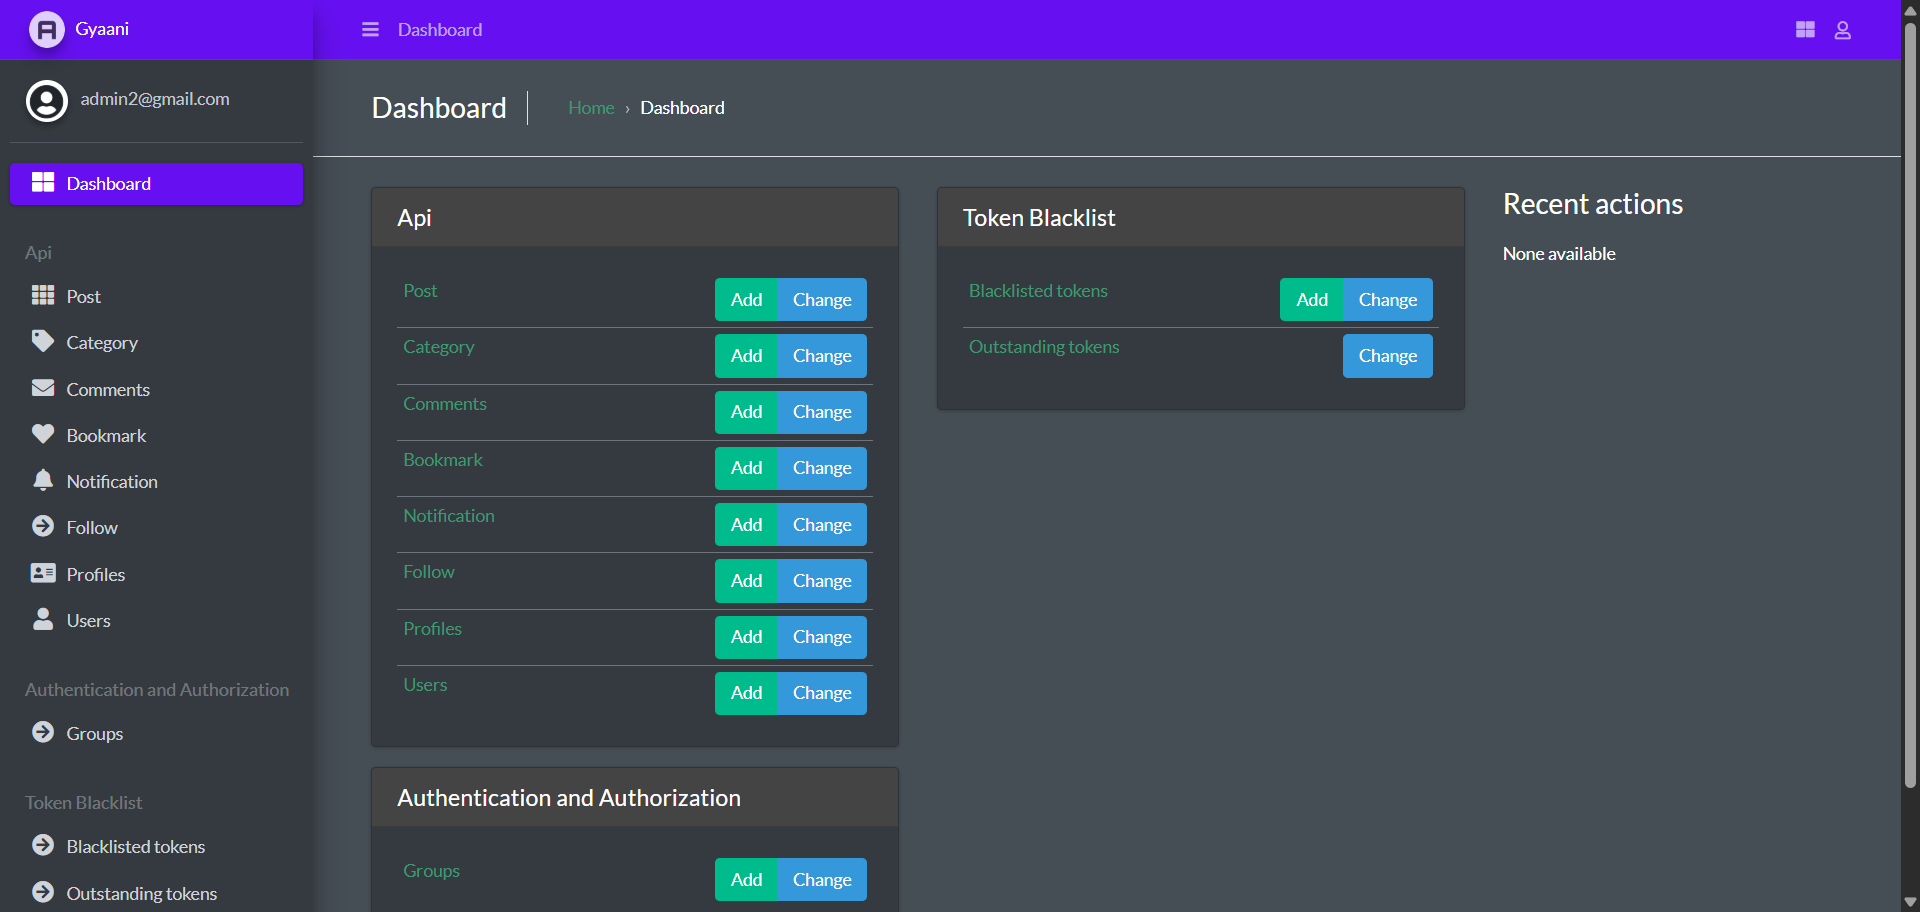 Gyaani
Dashboard
admin2@gmail.com
Dashboard
Api
Post
Category
Comments
Bookmark
Notification
Follow
Profiles
Users
Authentication and Authorization
Groups
Token Blacklist
Blacklisted tokens
Outstanding tokens
Dashboard
Home › Dashboard
Api
Post Add Change
Category Add Change
Comments Add Change
Bookmark Add Change
Notification Add Change
Follow Add Change
Profiles Add Change
Users Add Change
Authentication and Authorization
Groups Add Change
Token Blacklist
Blacklisted tokens Add Change
Outstanding tokens Change
Recent actions
None available